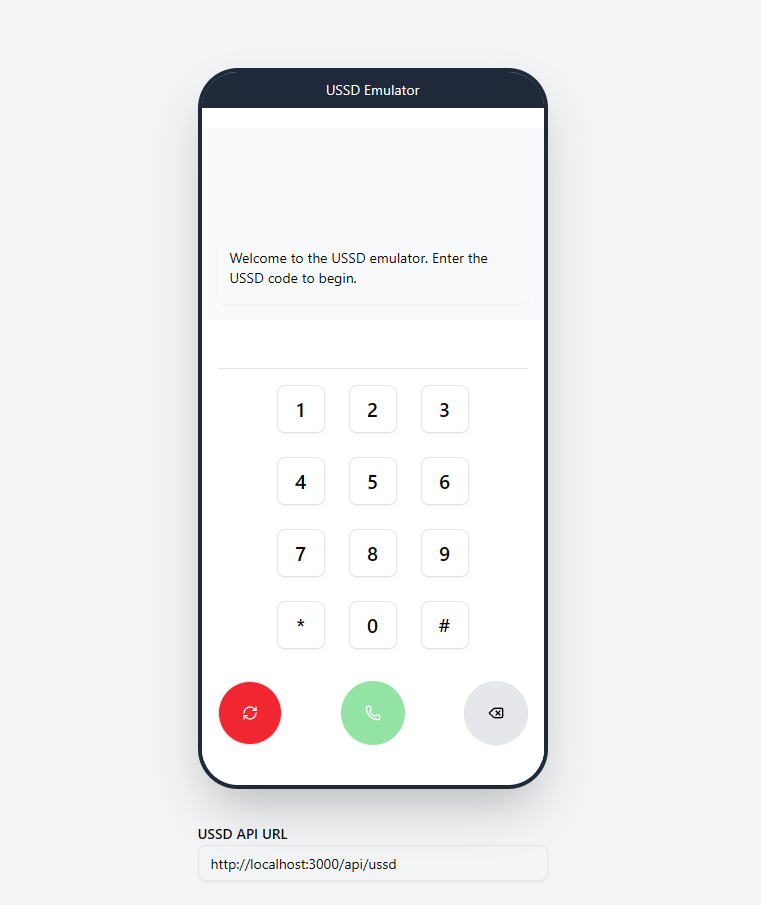 USSD Emulator
Welcome to the USSD emulator. Enter the
USSD code to begin.
1 2 3
4 5 6
7 8 9
* 0 #
USSD API URL
http://localhost:3000/api/ussd